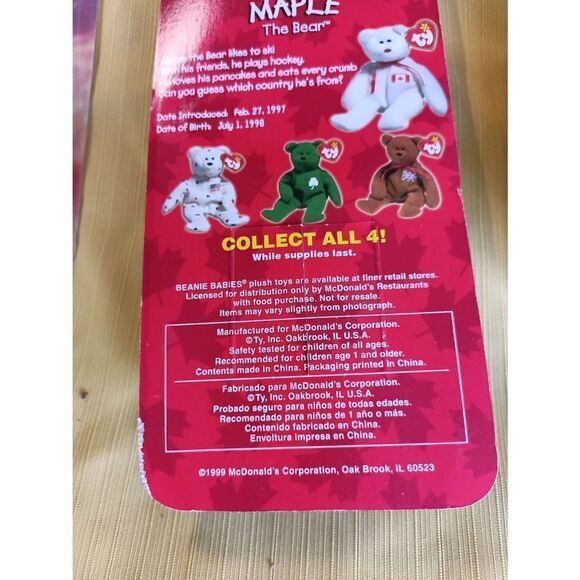 MAPLE
The Bear™
the Bear likes to ski
his friends, he plays hockey.
loves his pancakes and eats every crumb
Can you guess which country he's from?
Date Introduced: Feb. 27, 1997
Date of Birth: July 1, 1996
COLLECT ALL 4!
While supplies last.
BEANIE BABIES® plush toys are available at finer retail stores.
Licensed for distribution only by McDonald's Restaurants
with food purchase. Not for resale.
Items may vary slightly from photograph.
Manufactured for McDonald's Corporation.
©Ty, Inc. Oakbrook, IL U.S.A.
Safety tested for children of all ages.
Recommended for children age 1 and older.
Contents made in China. Packaging printed in China.
Fabricado para McDonald's Corporation.
©Ty, Inc. Oakbrook, IL U.S.A.
Probado seguro para niños de todas edades.
Recomendado para niños de 1 año o más.
Contenido fabricado en China.
Envoltura impresa en China.
©1999 McDonald's Corporation, Oak Brook, IL 60523